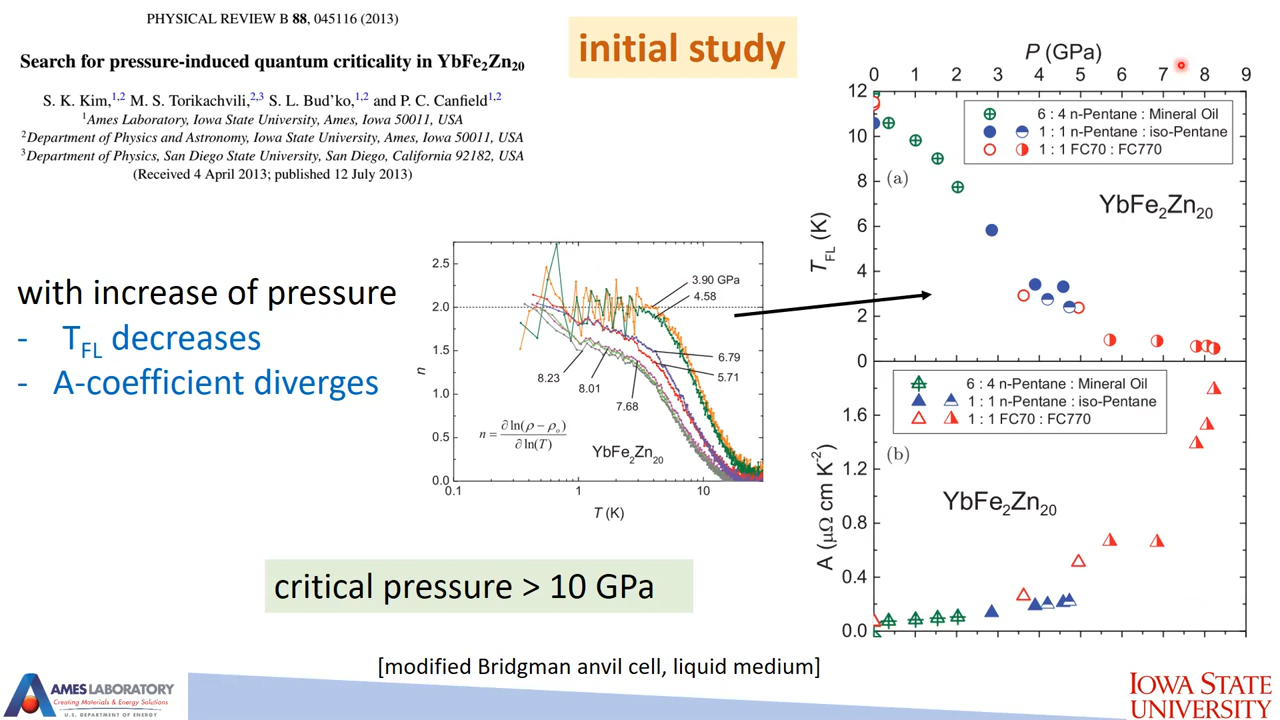 PHYSICAL REVIEW B 88, 045116 (2013)
Search for pressure-induced quantum criticality in YbFe₂Zn₂₀
S. K. Kim,¹,² M. S. Torikachvili,²,³ S. L. Bud'ko,¹,² and P. C. Canfield¹,²
¹Ames Laboratory, Iowa State University, Ames, Iowa 50011, USA
²Department of Physics and Astronomy, Iowa State University, Ames, Iowa 50011, USA
³Department of Physics, San Diego State University, San Diego, California 92182, USA
(Received 4 April 2013; published 12 July 2013)
initial study
with increase of pressure
- T_FL decreases
- A-coefficient diverges
2.5
2.0
1.5
1.0
0.5
0.0
n
3.90 GPa
4.58
6.79
5.71
8.23
8.01
7.68
n = ∂ ln(ρ − ρ₀) / ∂ ln(T)
YbFe₂Zn₂₀
0.1 1 10
T (K)
P (GPa)
0 1 2 3 4 5 6 7 8 9
12
10
8
6
4
2
0
T_FL (K)
6 : 4 n-Pentane : Mineral Oil
1 : 1 n-Pentane : iso-Pentane
1 : 1 FC70 : FC770
(a)
YbFe₂Zn₂₀
6 : 4 n-Pentane : Mineral Oil
1 : 1 n-Pentane : iso-Pentane
1 : 1 FC70 : FC770
(b)
YbFe₂Zn₂₀
1.6
1.2
0.8
0.4
0.0
A (μΩ cm K⁻²)
critical pressure > 10 GPa
[modified Bridgman anvil cell, liquid medium]
AMES LABORATORY
Creating Materials & Energy Solutions
U.S. DEPARTMENT OF ENERGY
IOWA STATE
UNIVERSITY